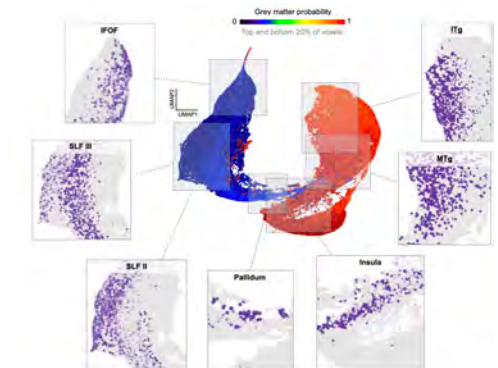 Grey matter probability
0 1
Top and bottom 20% of voxels
IFOF
ITg
UMAP2
UMAP1
SLF III
MTg
SLF II
Pallidum
Insula